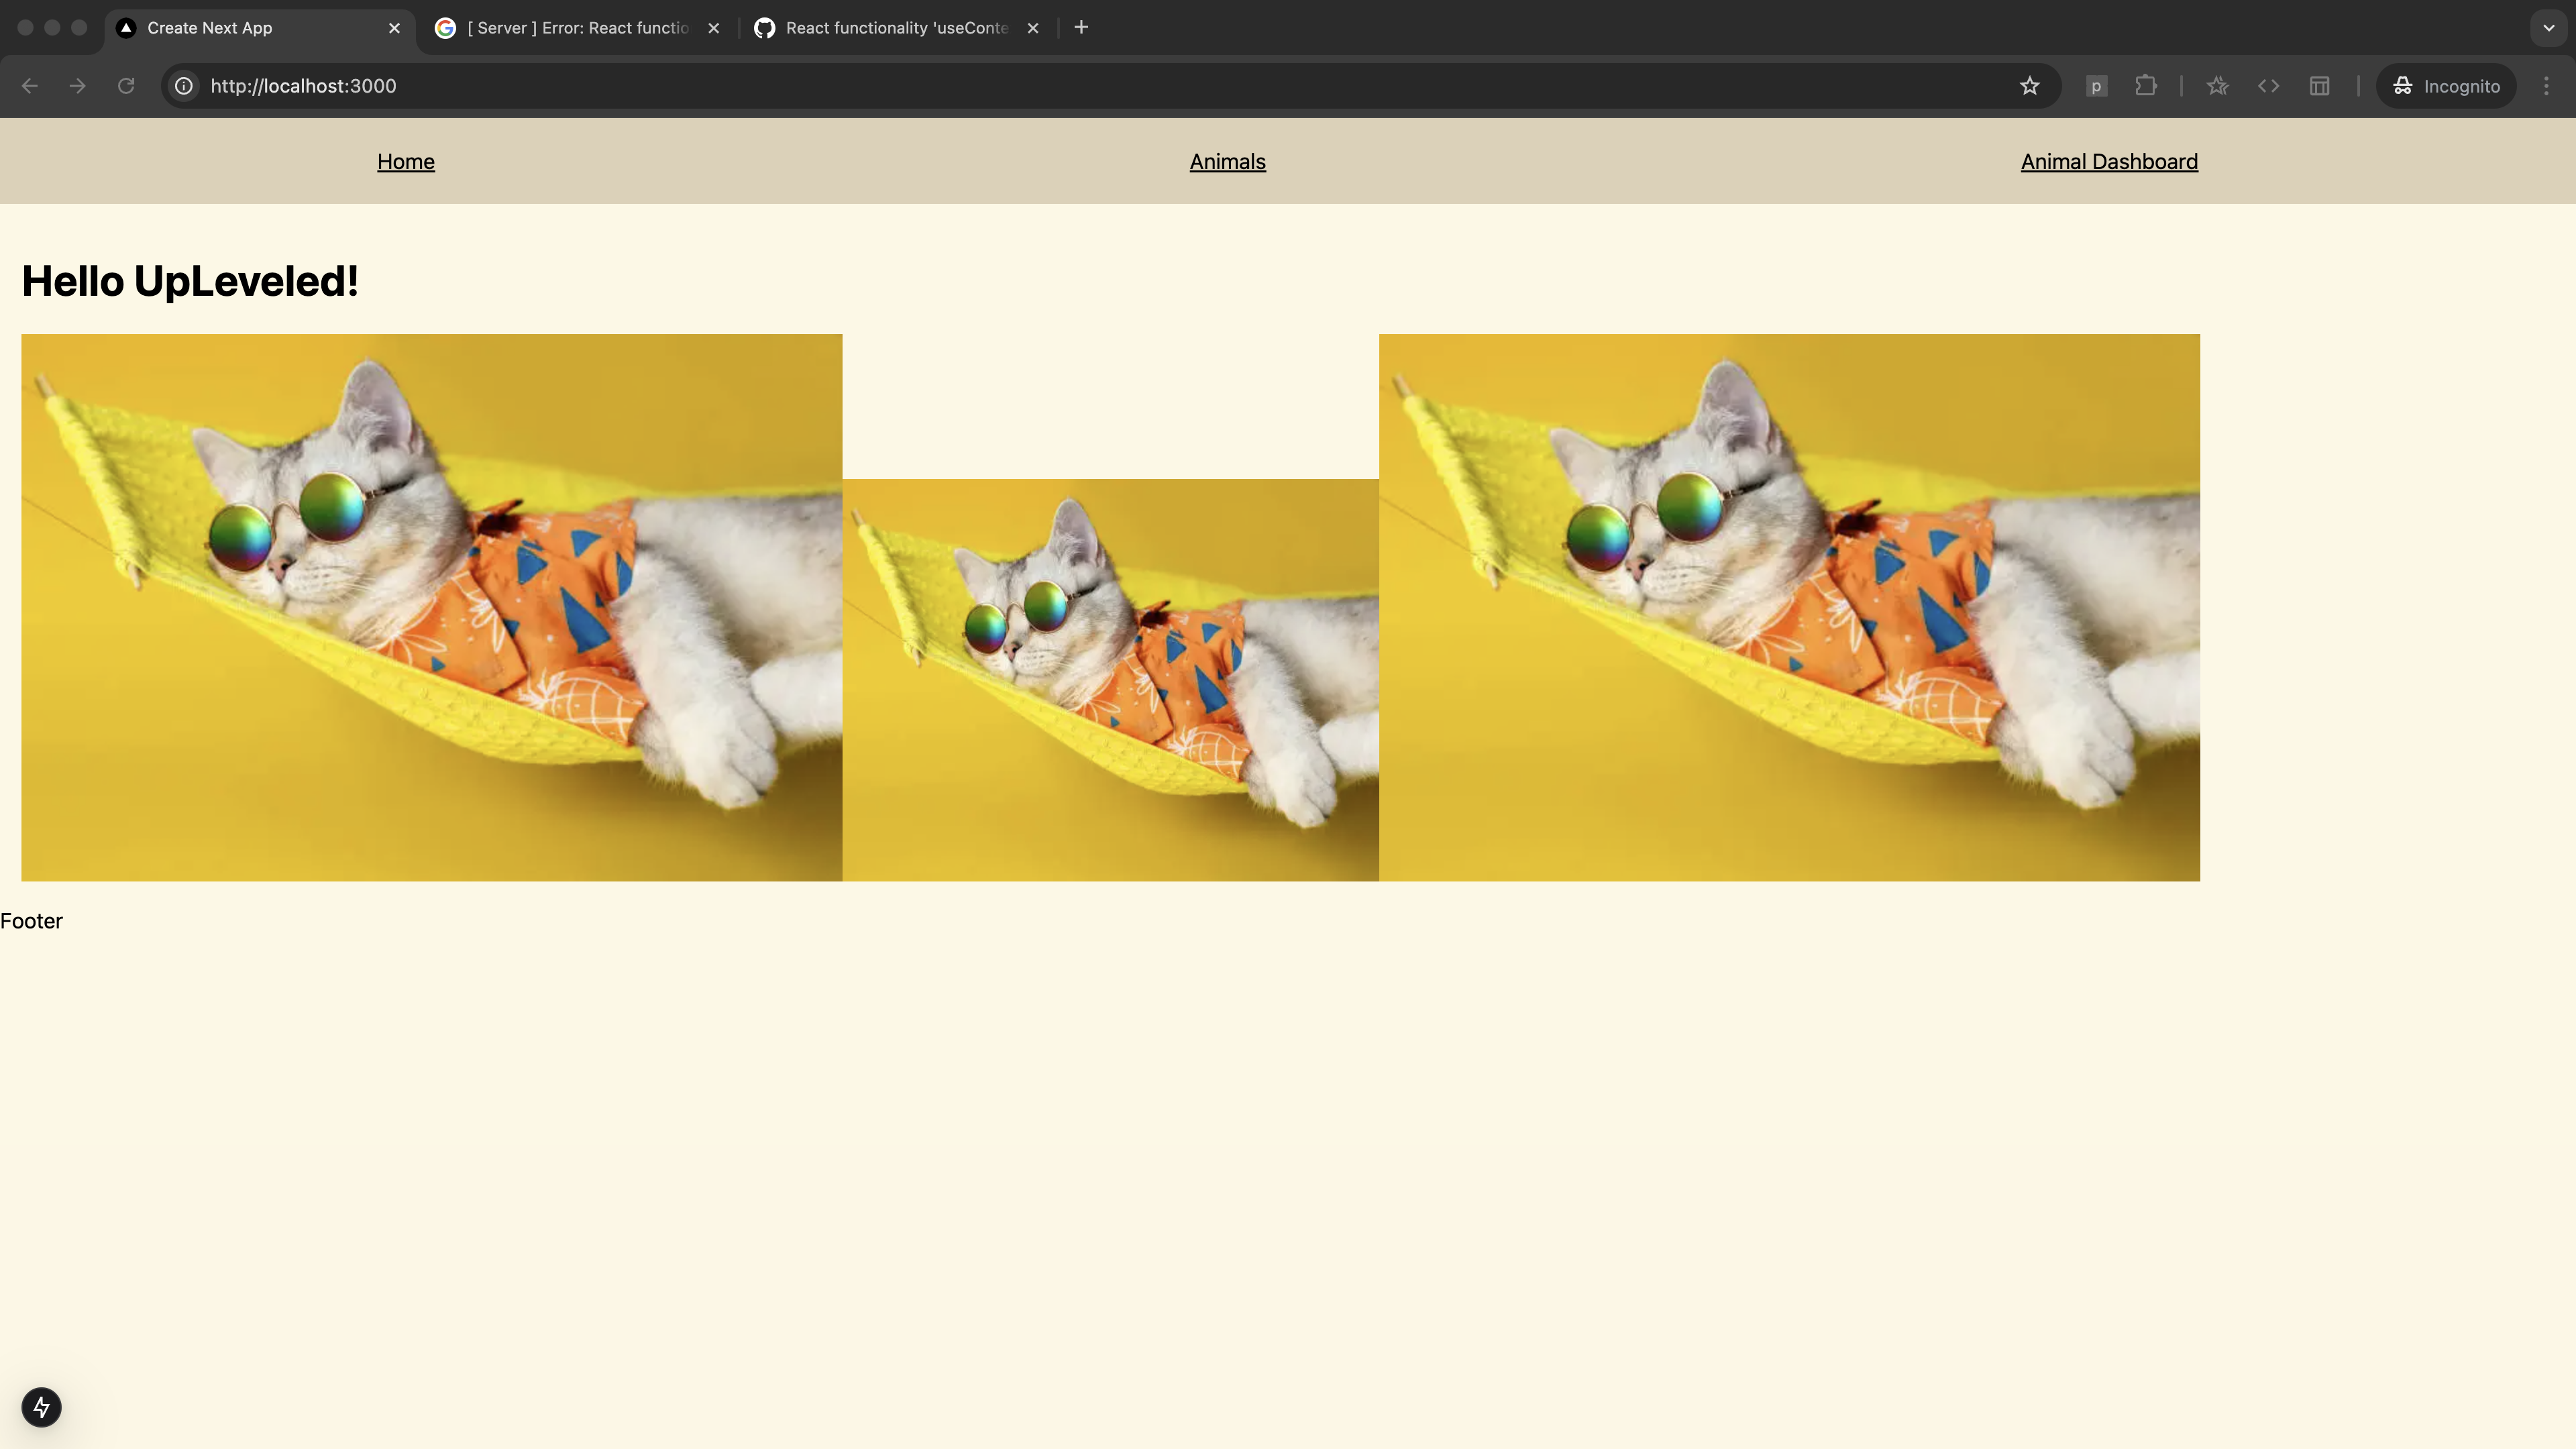 Create Next App
[ Server ] Error: React functio
React functionality 'useConte
http://localhost:3000
p
Incognito
Home
Animals
Animal Dashboard
Hello UpLeveled!
Footer